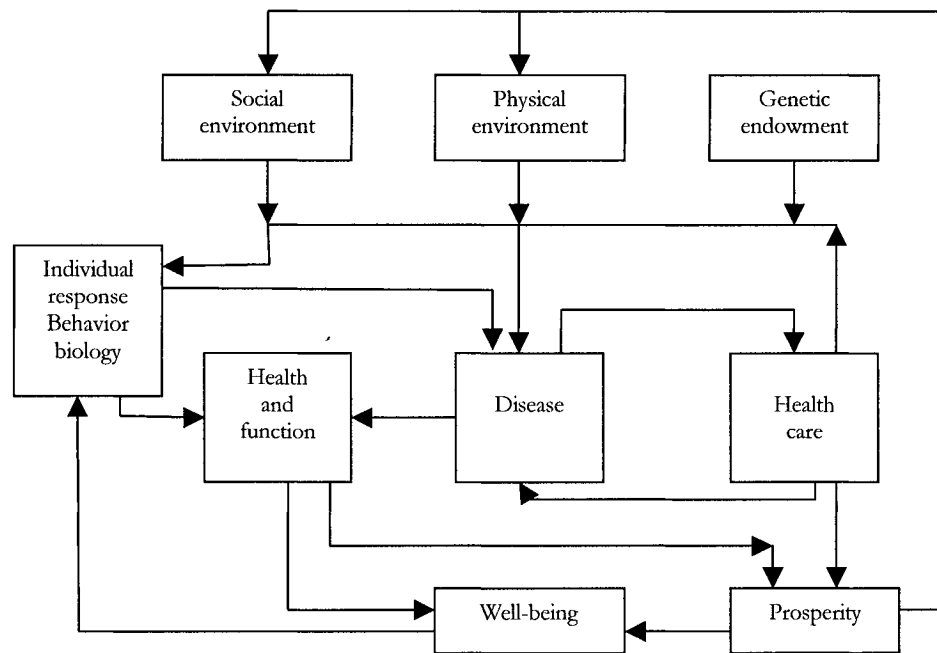 Social
environment
Physical
environment
Genetic
endowment
Individual
response
Behavior
biology
Health
and
function
Disease
Health
care
Well-being
Prosperity